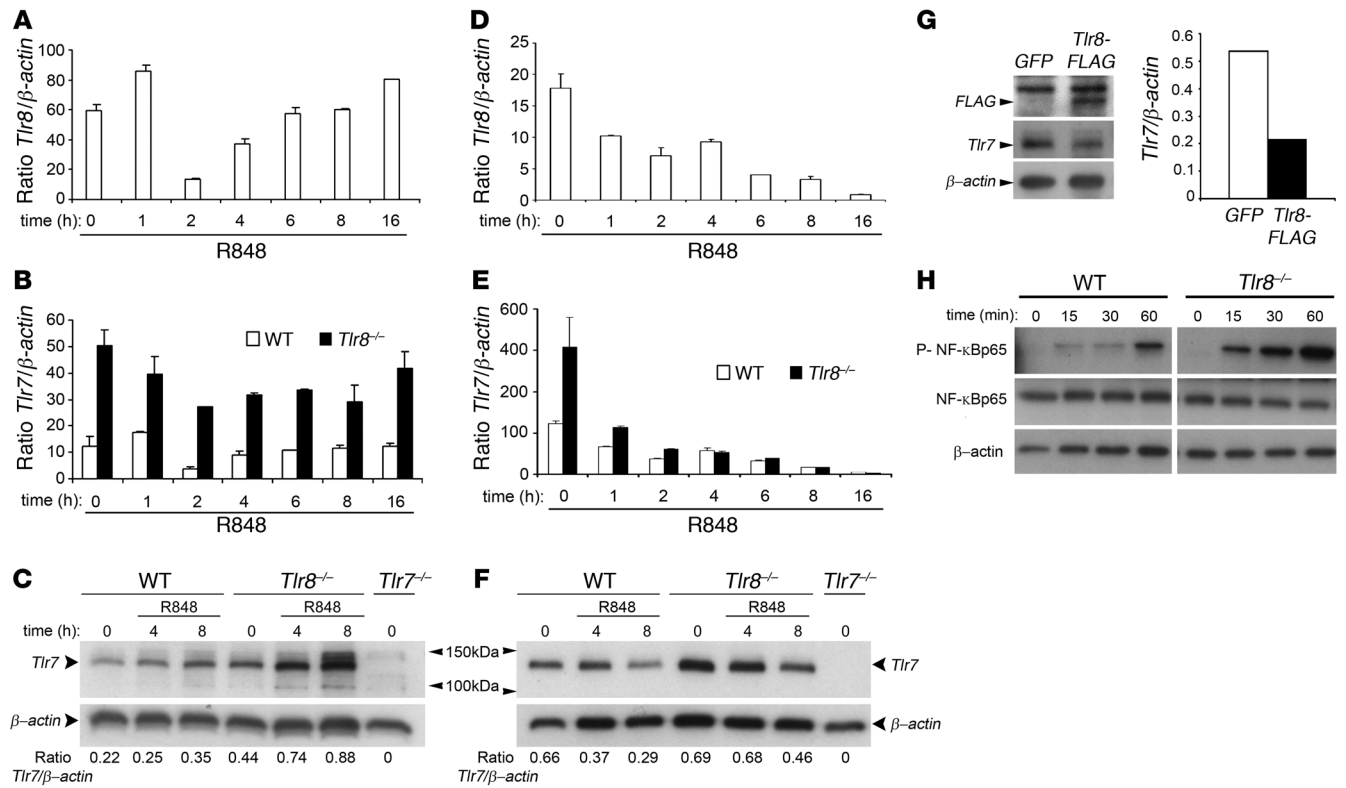 A
Ratio Tlr8/β-actin
100
80
60
40
20
0
time (h): 0 1 2 4 6 8 16
R848
B
Ratio Tlr7/β-actin
60
50
40
30
20
10
0
WT Tlr8–/–
time (h): 0 1 2 4 6 8 16
R848
C
WT Tlr8–/– Tlr7–/–
R848 R848
time (h): 0 4 8 0 4 8 0
Tlr7
β–actin
Ratio 0.22 0.25 0.35 0.44 0.74 0.88 0
Tlr7/β–actin
150kDa
100kDa
D
Ratio Tlr8/β-actin
25
20
15
10
5
0
time (h): 0 1 2 4 6 8 16
R848
E
Ratio Tlr7/β-actin
600
400
200
100
0
WT Tlr8–/–
time (h): 0 1 2 4 6 8 16
R848
F
WT Tlr8–/– Tlr7–/–
R848 R848
0 4 8 0 4 8 0
Tlr7
β–actin
Ratio 0.66 0.37 0.29 0.69 0.68 0.46 0
Tlr7/β–actin
G
GFP Tlr8-
FLAG
FLAG
Tlr7
β–actin
Tlr7/β-actin
0.6
0.5
0.4
0.3
0.2
0.1
0
GFP Tlr8-
FLAG
H
WT Tlr8–/–
time (min): 0 15 30 60 0 15 30 60
P- NF-κBp65
NF-κBp65
β–actin